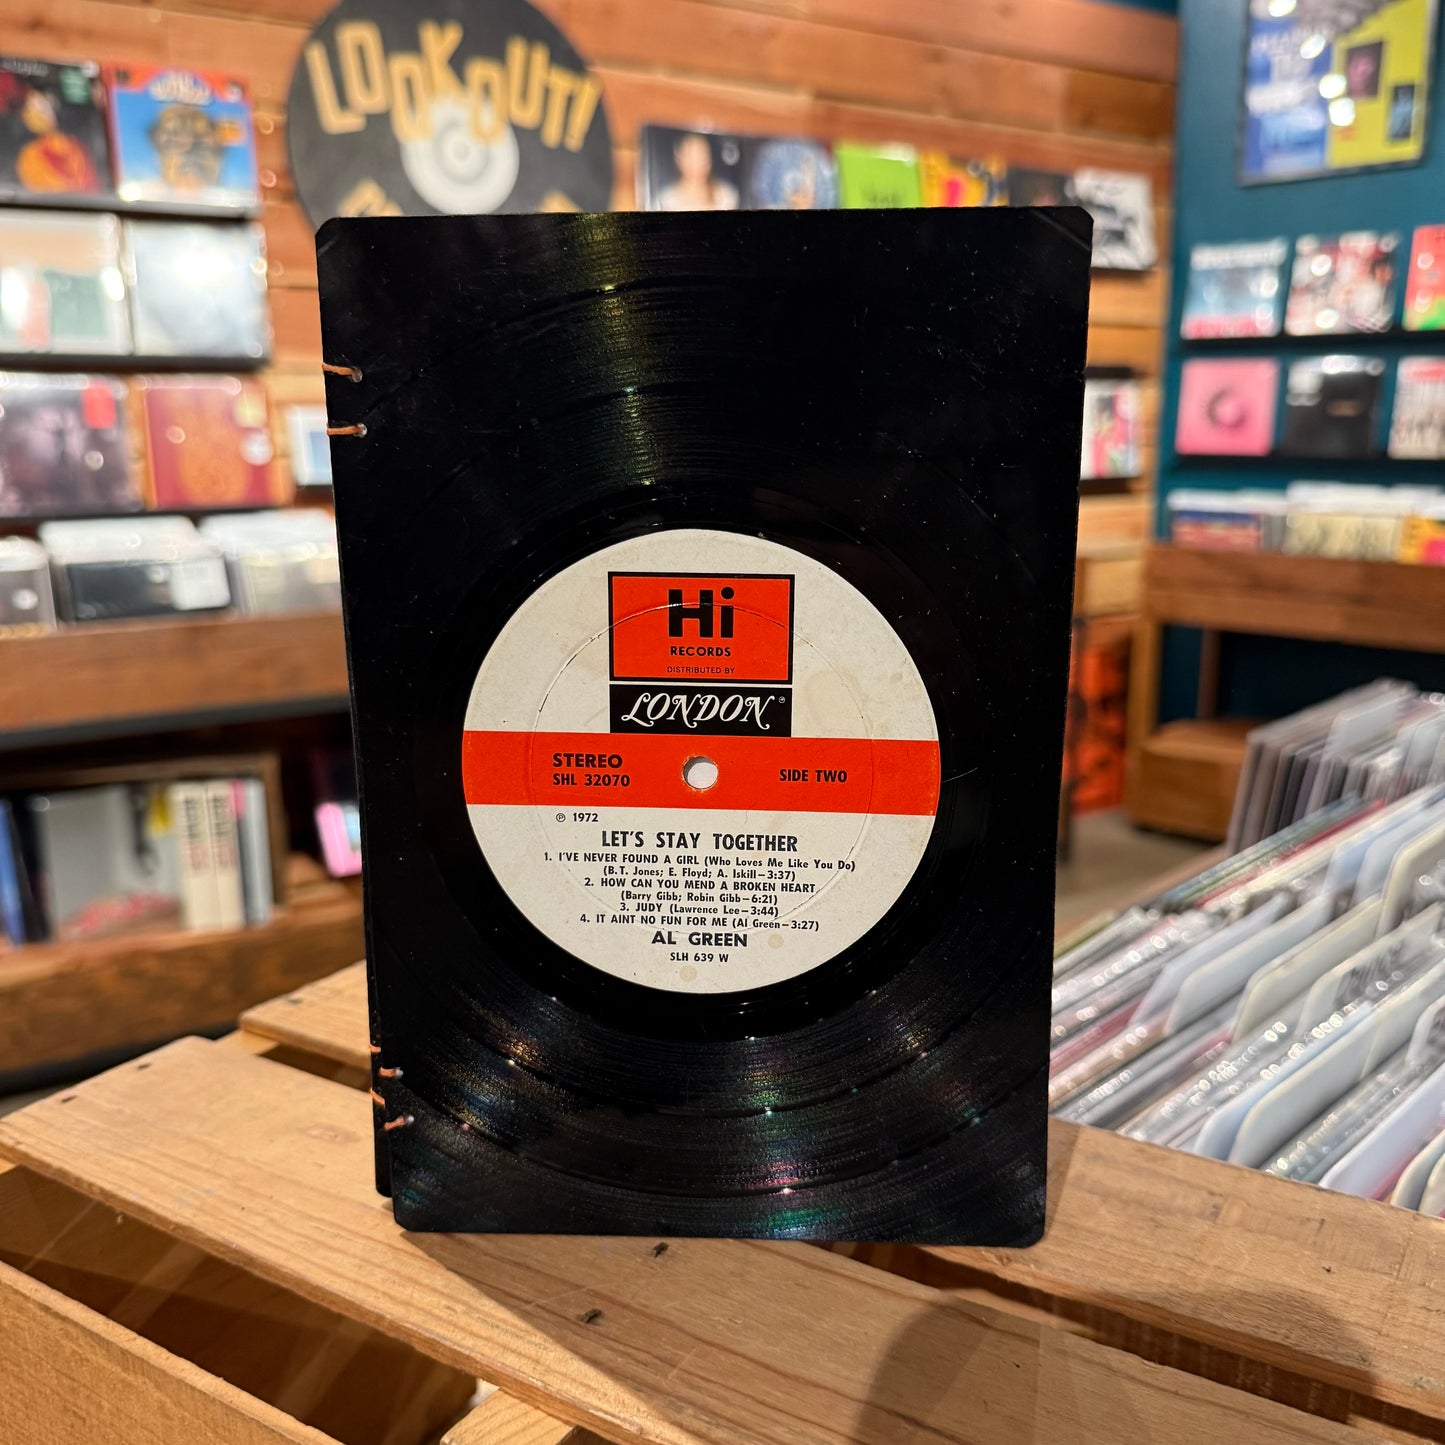 LOOKOUT!
Hi
RECORDS
DISTRIBUTED BY
LONDON ®
STEREO
SHL 32070
SIDE TWO
℗ 1972
LET'S STAY TOGETHER
1. I'VE NEVER FOUND A GIRL (Who Loves Me Like You Do)
(B.T. Jones; E. Floyd; A. Iskill—3:37)
2. HOW CAN YOU MEND A BROKEN HEART
(Barry Gibb; Robin Gibb—6:21)
3. JUDY (Lawrence Lee—3:44)
4. IT AINT NO FUN FOR ME (Al Green—3:27)
AL GREEN
SLH 639 W